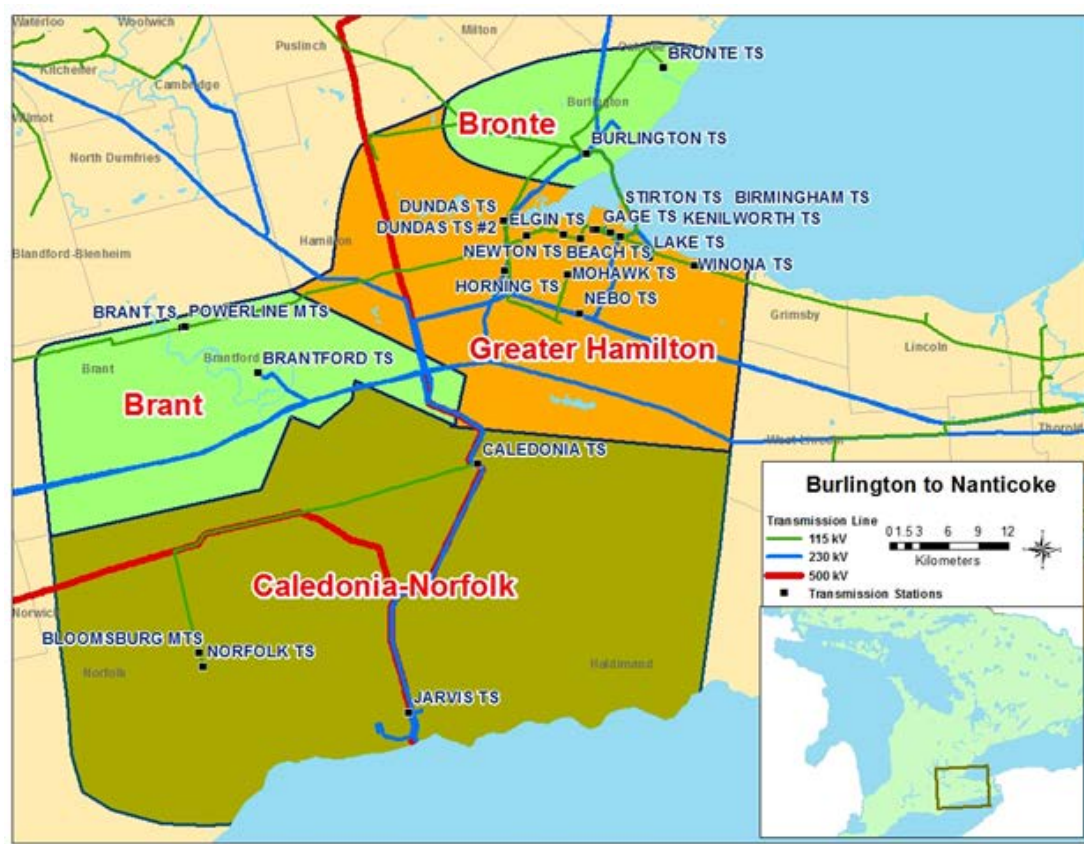 Waterloo
Woolwich
Puslinch
Milton
BRONTE TS
Kitchener
Cambridge
Burlington
Wilmot
Bronte
North Dumfries
BURLINGTON TS
STIRTON TS BIRMINGHAM TS
DUNDAS TS
ELGIN TS
GAGE TS
KENILWORTH TS
DUNDAS TS #2
Hamilton
LAKE TS
Blandford-Blenheim
NEWTON TS
BEACH TS
WINONA TS
MOHAWK TS
HORNING TS
NEBO TS
BRANT TS
POWERLINE MTS
Grimsby
Greater Hamilton
Lincoln
Brantford
BRANTFORD TS
Brant
Brant
Thorold
West Lincoln
CALEDONIA TS
Burlington to Nanticoke
Transmission Line
115 kV
230 kV
500 kV
Transmission Stations
0 1.5 3 6 9 12
Kilometers
Caledonia-Norfolk
Norwich
BLOOMSBURG MTS
NORFOLK TS
Norfolk
Haldimand
JARVIS TS